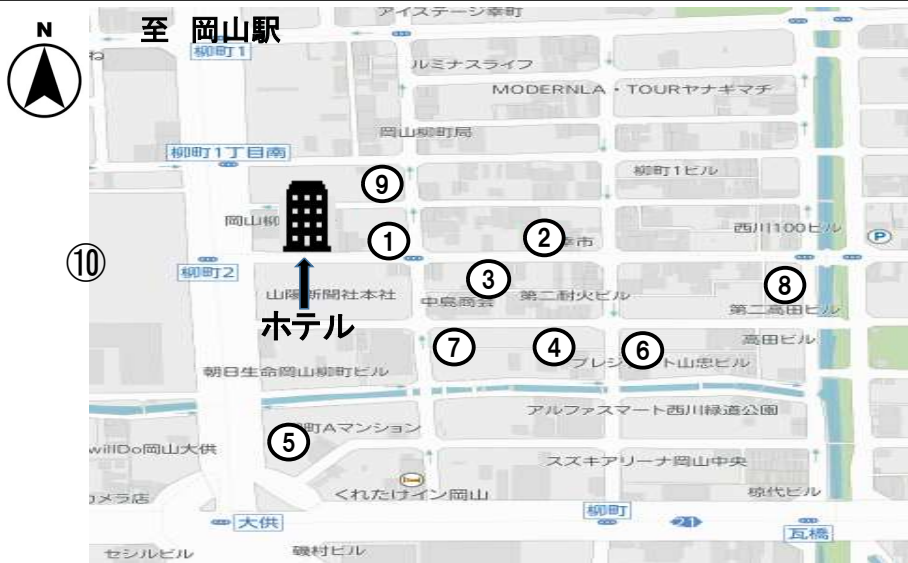 アイステージ幸町
N
至 岡山駅
柳町1
ルミナスライフ
MODERNLA・TOURヤナギマチ
岡山柳町局
柳町1丁目南
柳町1ビル
⑨
岡山柳
西川100ビル
P
①
②
幸市
⑩
柳町2
③
⑧
山陽新聞社本社
中島商会
第二耐火ビル
第二高田ビル
ホテル
高田ビル
⑦
④
⑥
プレジデント山忠ビル
朝日生命岡山柳町ビル
アルファスマート西川緑道公園
町Aマンション
⑤
willDo岡山大供
スズキアリーナ岡山中央
カメラ店
くれたけイン岡山
椋代ビル
柳町
大供
21
瓦橋
セシルビル
磯村ビル